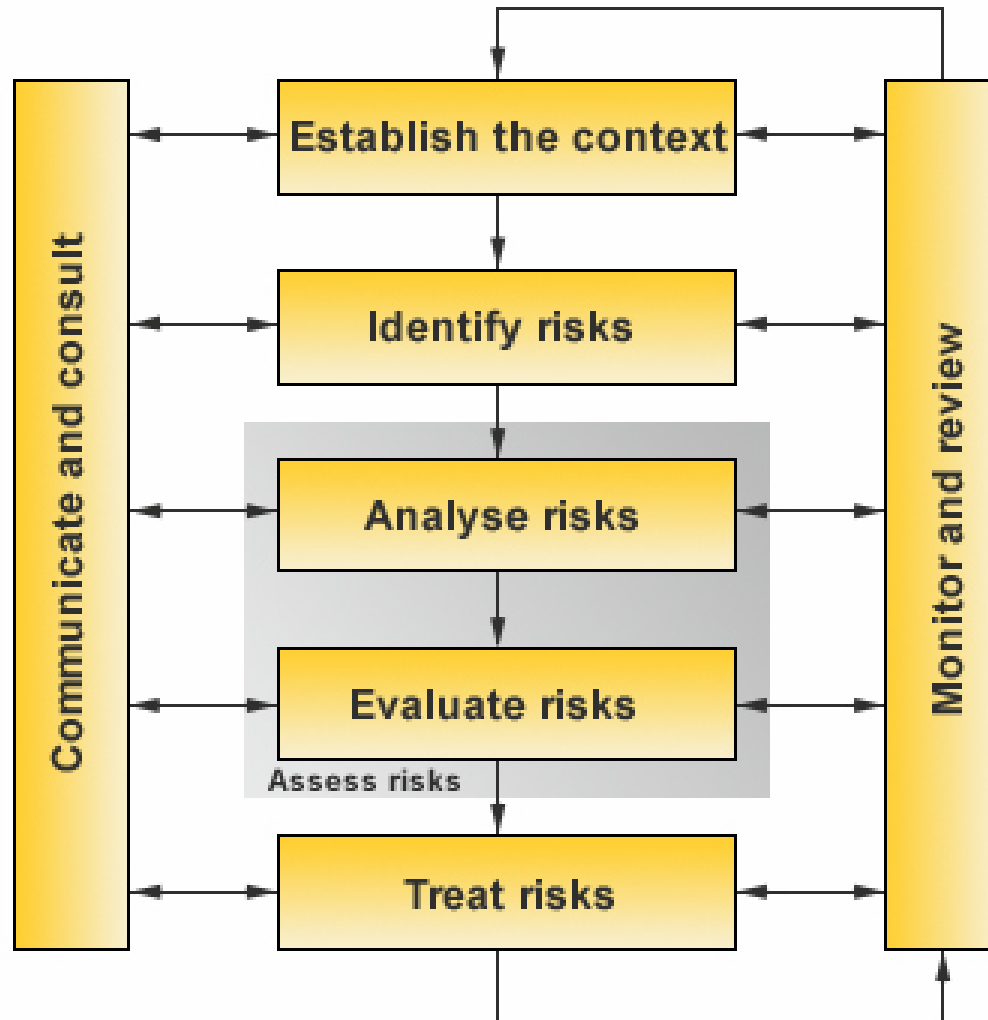 Establish the context
Communicate and consult
Identify risks
Monitor and review
Analyse risks
Evaluate risks
Assess risks
Treat risks